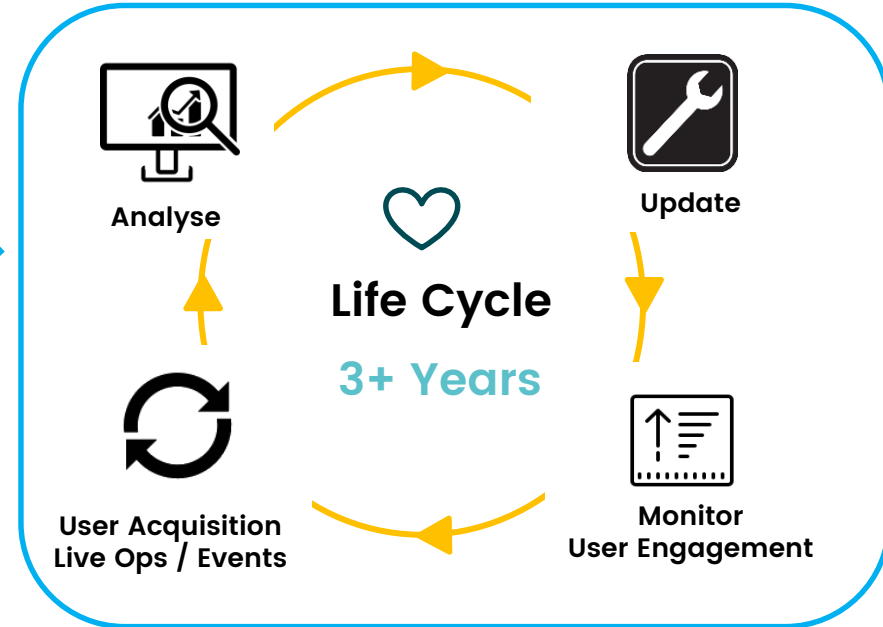 Analyse
Update
Life Cycle
3+ Years
User Acquisition
Live Ops / Events
Monitor
User Engagement